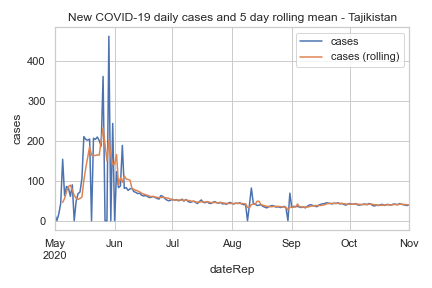 New COVID-19 daily cases and 5 day rolling mean - Tajikistan
cases
cases (rolling)
400
300
200
100
0
cases
May Jun Jul Aug Sep Oct Nov
2020
dateRep